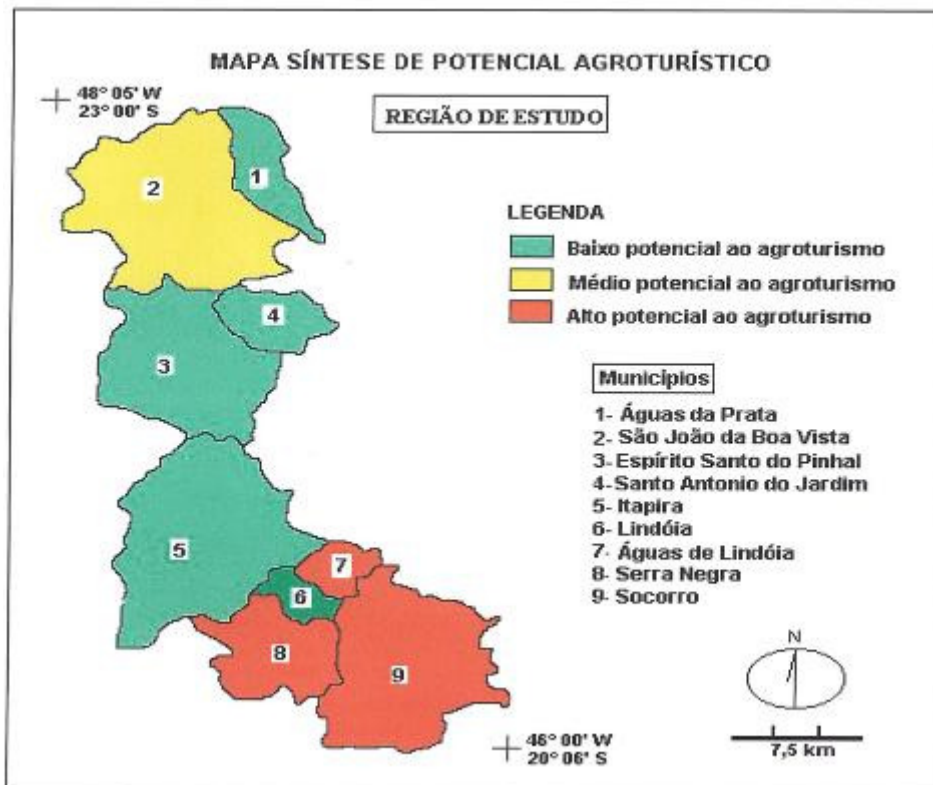 MAPA SÍNTESE DE POTENCIAL AGROTURÍSTICO
48° 05' W
23° 00' S
REGIÃO DE ESTUDO
1
2
LEGENDA
Baixo potencial ao agroturismo
Médio potencial ao agroturismo
Alto potencial ao agroturismo
4
3
Municípios
1- Águas da Prata
2- São João da Boa Vista
3- Espírito Santo do Pinhal
4- Santo Antonio do Jardim
5- Itapira
6- Lindóia
7- Águas de Lindóia
8- Serra Negra
9- Socorro
5
7
6
8
9
N
46° 00' W
20° 06' S
7,5 km